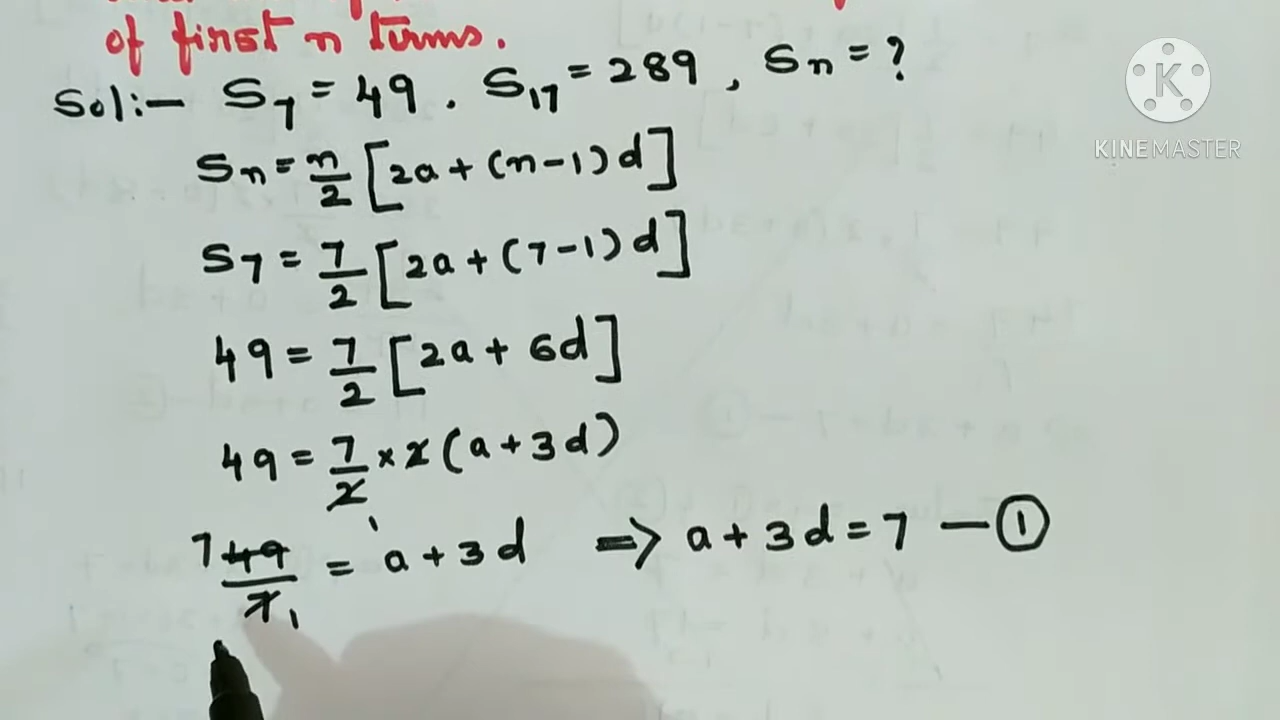 of first n terms.
Sol:- S₇ = 49. S₁₇ = 289, Sn = ?
K
KINEMASTER
Sn = n/2 [2a + (n-1)d]
S₇ = 7/2 [2a + (7-1)d]
49 = 7/2 [2a + 6d]
49 = 7/2 × 2(a + 3d)
1
7 49/7 1 = a + 3d ⇒ a + 3d = 7 — ①